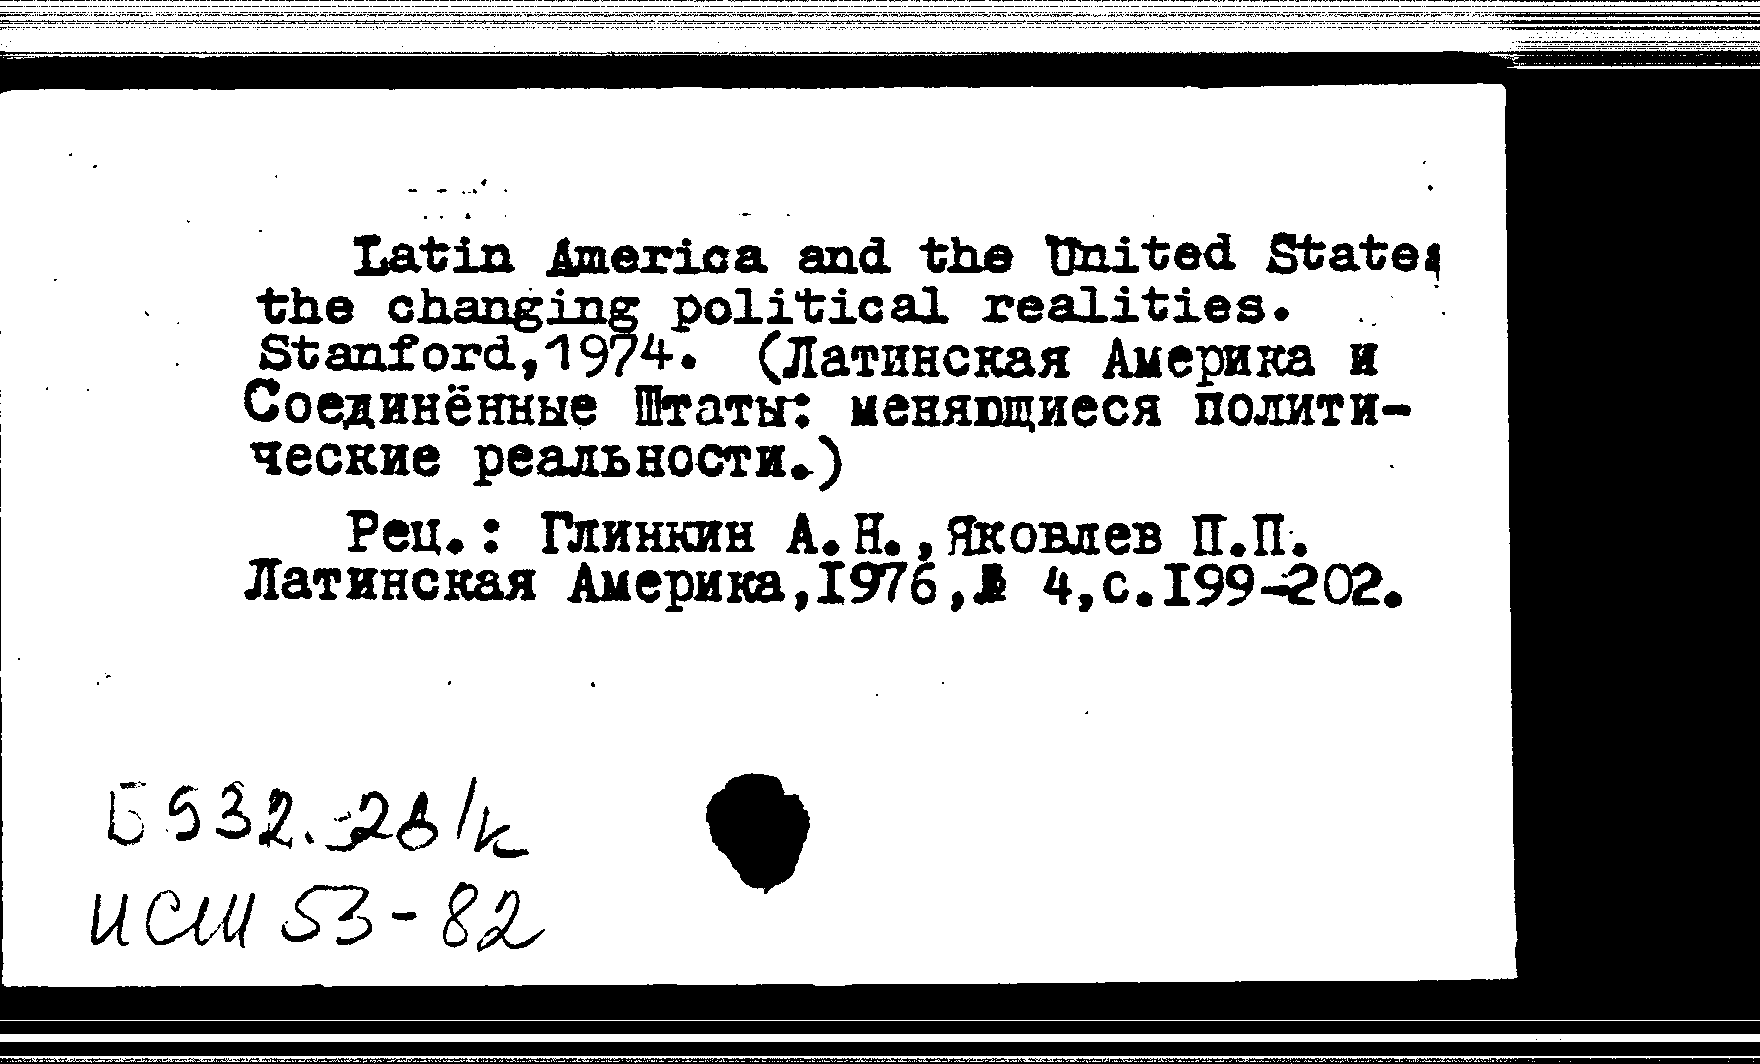 Latin America and the United States
the changing political realities.
Stanford,1974. (Латинская Америка и
Соединённые Штаты: меняющиеся полити-
ческие реальности.)
Рец.: Глинкин А.Н.,Яковлев П.П.
Латинская Америка,1976,№ 4,с.199-202.
Б 932.-28/к
ИСШ 53-82